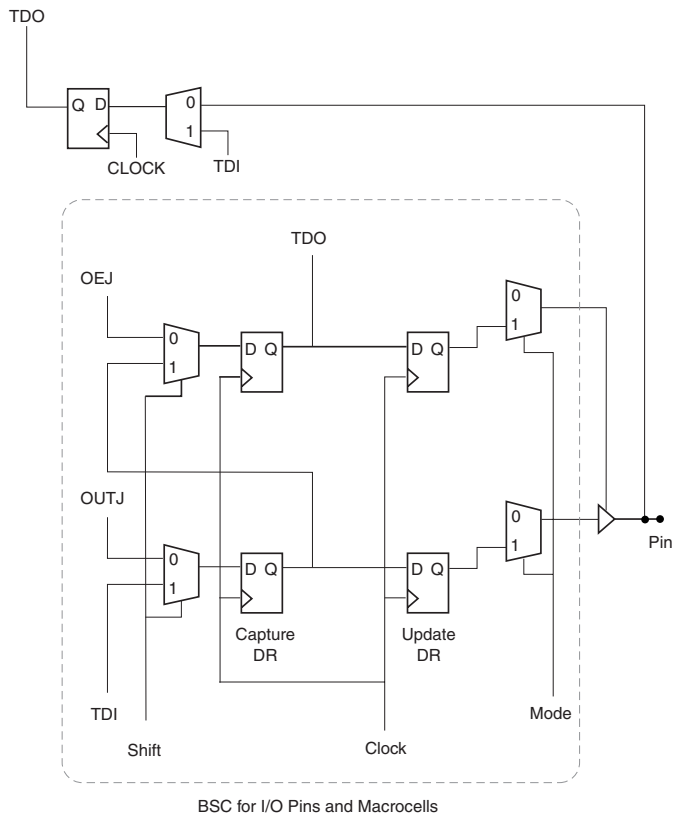 TDO
Q D
0
1
CLOCK
TDI
TDO
OEJ
0
1
D Q
D Q
0
1
OUTJ
0
1
D Q
D Q
0
1
Pin
Capture
DR
Update
DR
TDI
Shift
Clock
Mode
BSC for I/O Pins and Macrocells